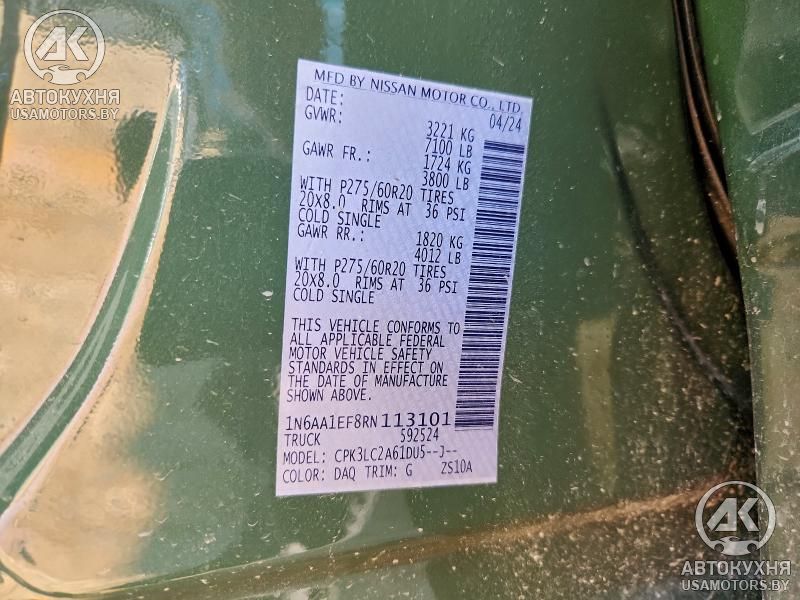 АК
АВТОКУХНЯ
USAMOTORS.BY
MFD BY NISSAN MOTOR CO., LTD.
DATE: 04/24
GVWR: 3221 KG
7100 LB
GAWR FR.: 1724 KG
3800 LB
WITH P275/60R20 TIRES
20x8.0 RIMS AT 36 PSI
COLD SINGLE
GAWR RR.: 1820 KG
4012 LB
WITH P275/60R20 TIRES
20x8.0 RIMS AT 36 PSI
COLD SINGLE
THIS VEHICLE CONFORMS TO
ALL APPLICABLE FEDERAL
MOTOR VEHICLE SAFETY
STANDARDS IN EFFECT ON
THE DATE OF MANUFACTURE
SHOWN ABOVE.
1N6AA1EF8RN113101
TRUCK 592524
MODEL: CPK3LC2A61DU5--J--
COLOR: DAQ TRIM: G ZS10A
АК
АВТОКУХНЯ
USAMOTORS.BY